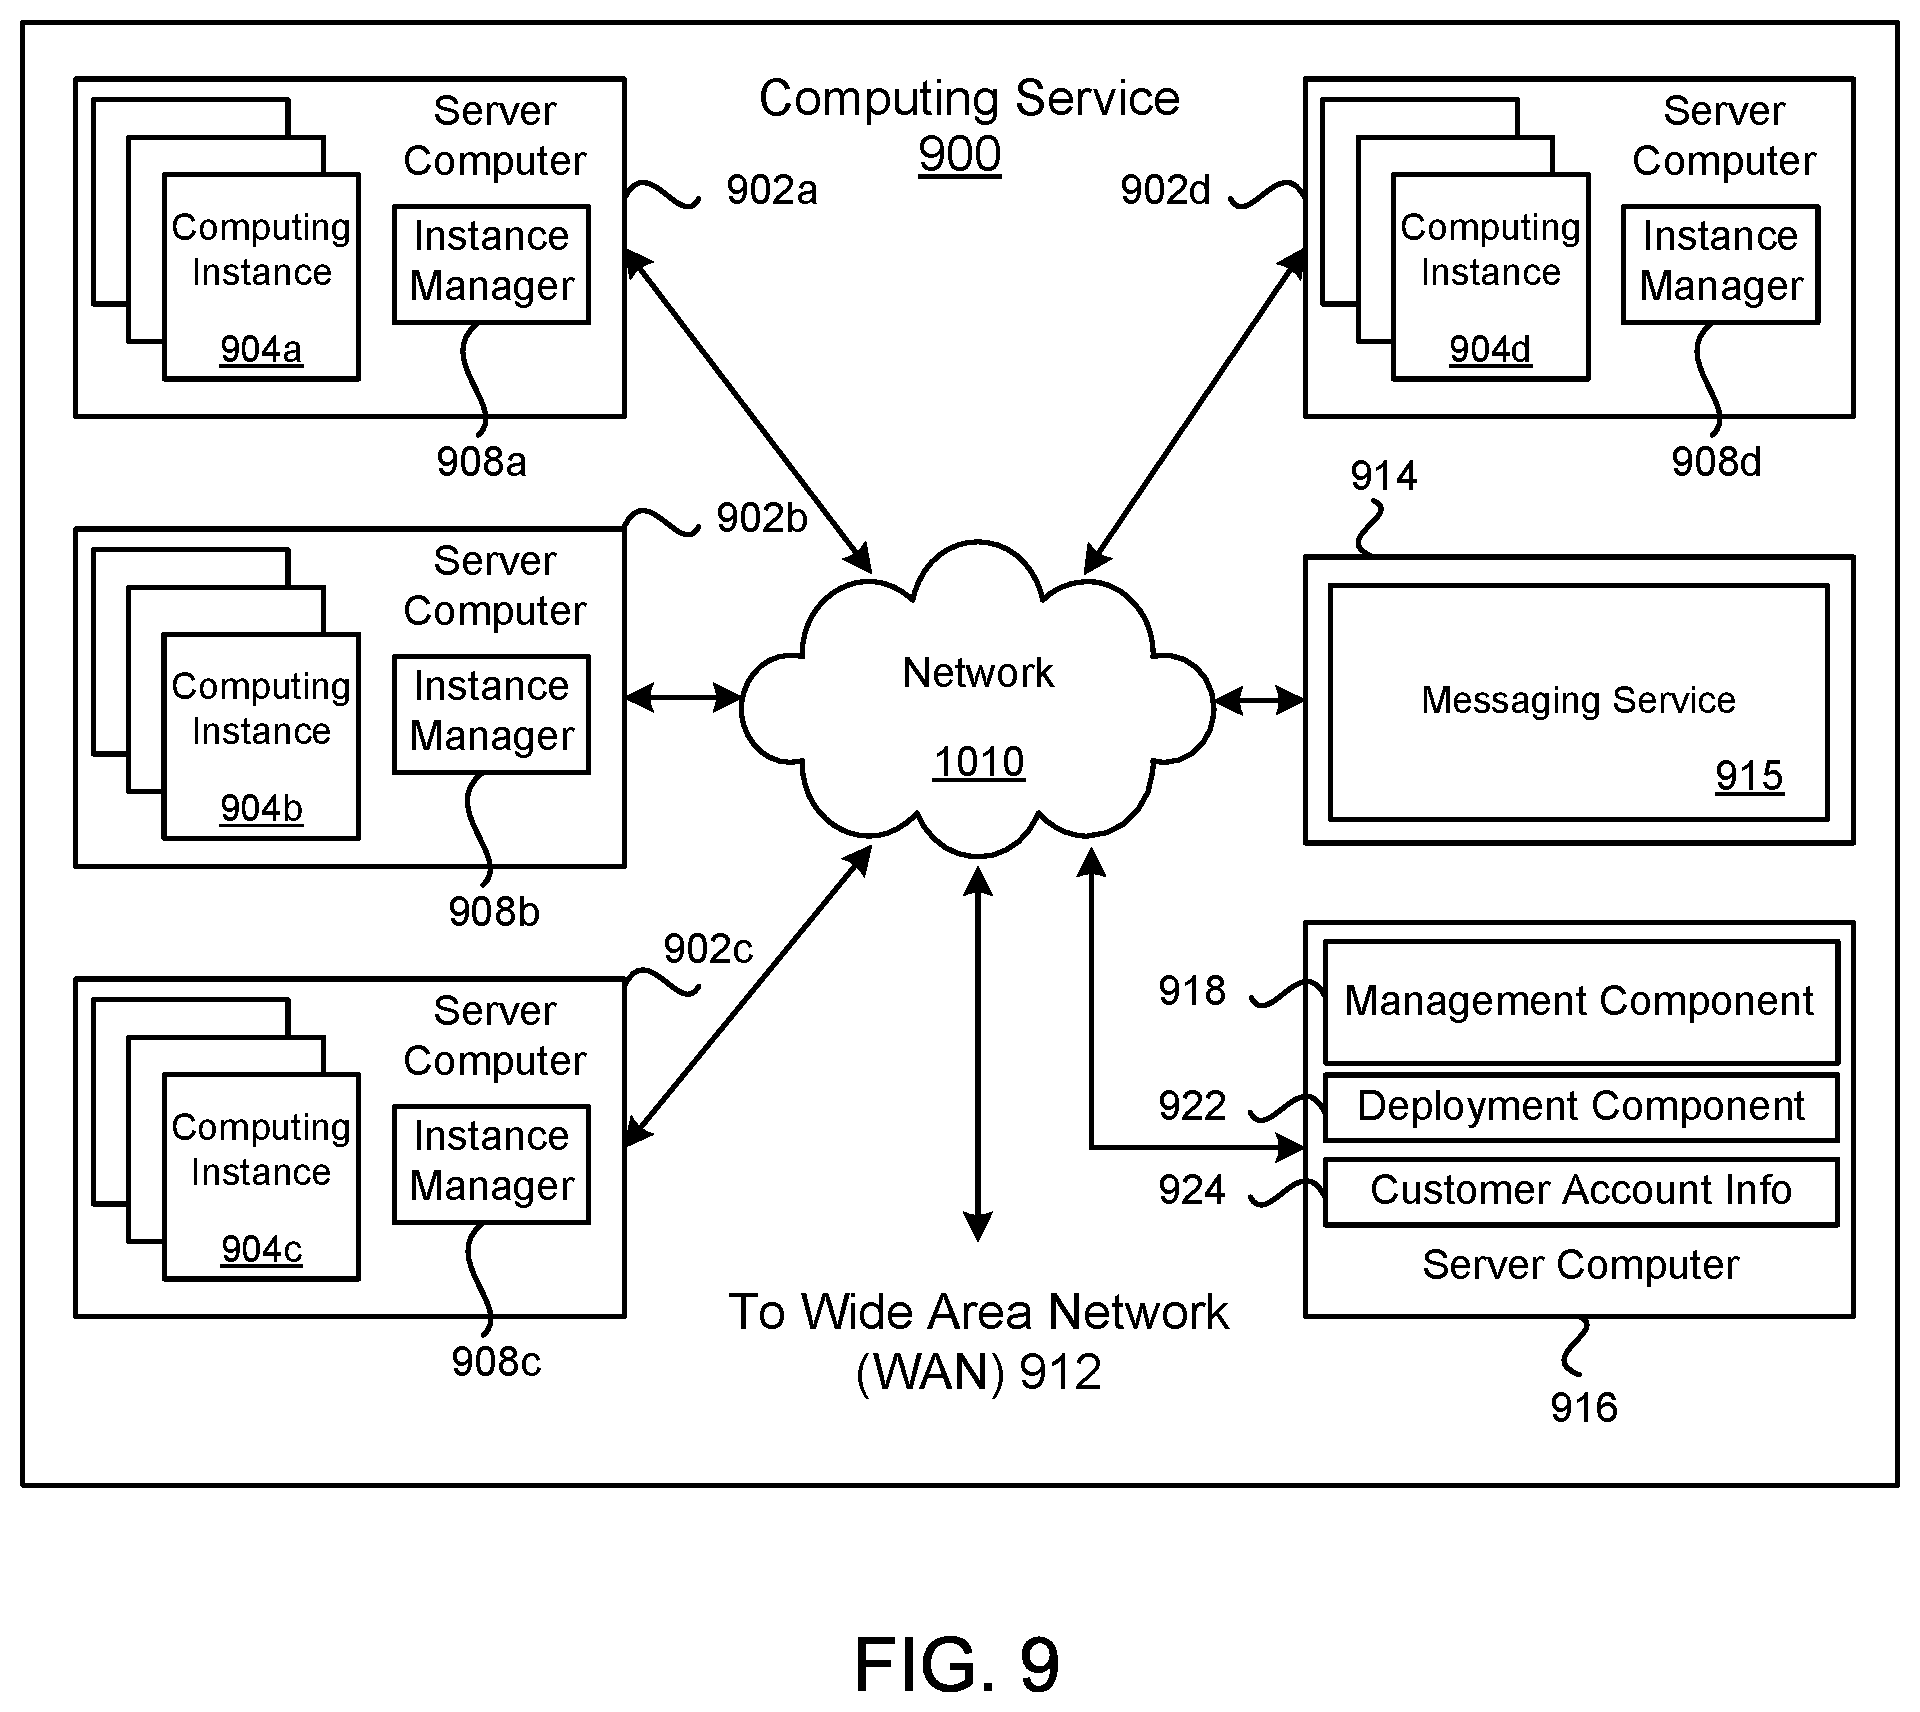 Computing Service
900
Server
Computer
902a
Computing
Instance
904a
Instance
Manager
908a
902d
Server
Computer
Computing
Instance
904d
Instance
Manager
908d
902b
Server
Computer
Computing
Instance
904b
Instance
Manager
908b
Network
1010
914
Messaging Service
915
902c
Server
Computer
Computing
Instance
904c
Instance
Manager
908c
918
Management Component
922
Deployment Component
924
Customer Account Info
Server Computer
916
To Wide Area Network
(WAN) 912
FIG. 9